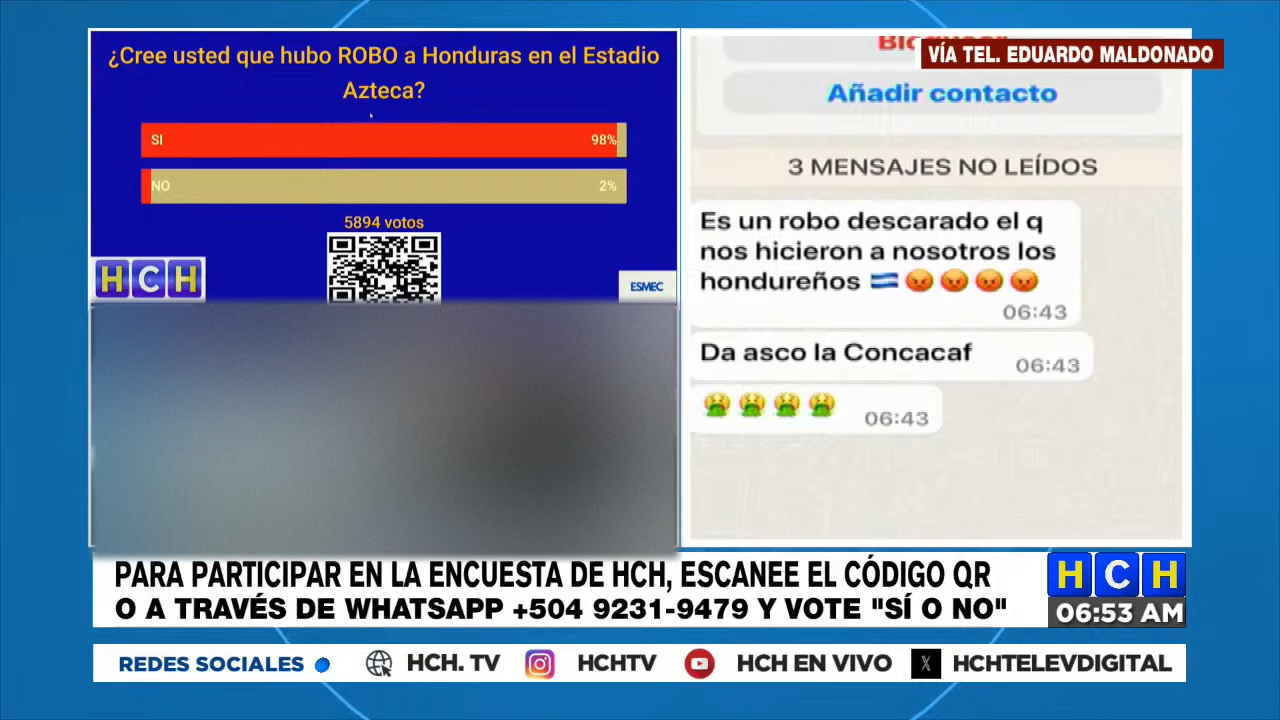 ¿Cree usted que hubo ROBO a Honduras en el Estadio
Azteca?
SI 98%
NO 2%
5894 votos
HCH
ESMEC
VÍA TEL. EDUARDO MALDONADO
Añadir contacto
3 MENSAJES NO LEÍDOS
Es un robo descarado el q
nos hicieron a nosotros los
hondureños 🇭🇳 😡 😡 😡 😡
06:43
Da asco la Concacaf 06:43
🤮 🤮 🤮 🤮 06:43
PARA PARTICIPAR EN LA ENCUESTA DE HCH, ESCANEE EL CÓDIGO QR
O A TRAVÉS DE WHATSAPP +504 9231-9479 Y VOTE "SÍ O NO"
HCH
06:53 AM
REDES SOCIALES HCH. TV HCHTV HCH EN VIVO X HCHTELEVDIGITAL